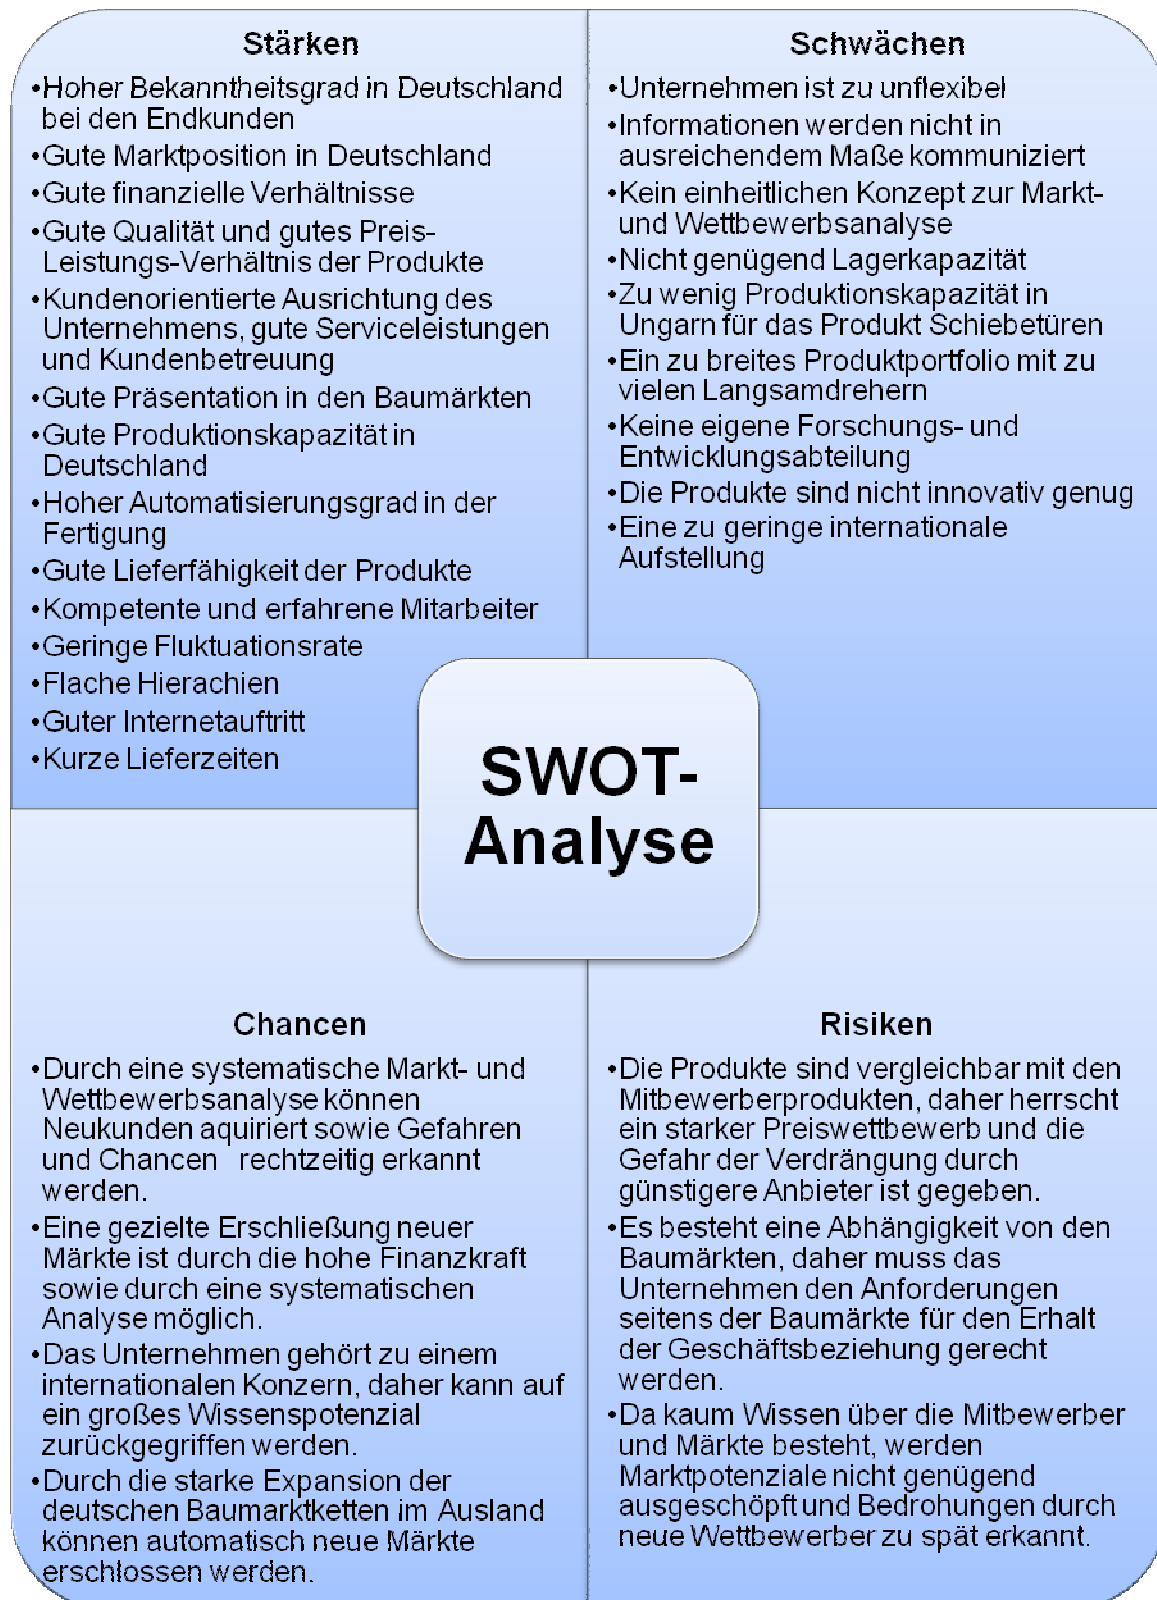 Stärken
•Hoher Bekanntheitsgrad in Deutschland
bei den Endkunden
•Gute Marktposition in Deutschland
•Gute finanzielle Verhältnisse
•Gute Qualität und gutes Preis-
Leistungs-Verhältnis der Produkte
•Kundenorientierte Ausrichtung des
Unternehmens, gute Serviceleistungen
und Kundenbetreuung
•Gute Präsentation in den Baumärkten
•Gute Produktionskapazität in
Deutschland
•Hoher Automatisierungsgrad in der
Fertigung
•Gute Lieferfähigkeit der Produkte
•Kompetente und erfahrene Mitarbeiter
•Geringe Fluktuationsrate
•Flache Hierachien
•Guter Internetauftritt
•Kurze Lieferzeiten
Schwächen
•Unternehmen ist zu unflexibel
•Informationen werden nicht in
ausreichendem Maße kommuniziert
•Kein einheitlichen Konzept zur Markt-
und Wettbewerbsanalyse
•Nicht genügend Lagerkapazität
•Zu wenig Produktionskapazität in
Ungarn für das Produkt Schiebetüren
•Ein zu breites Produktportfolio mit zu
vielen Langsamdrehern
•Keine eigene Forschungs- und
Entwicklungsabteilung
•Die Produkte sind nicht innovativ genug
•Eine zu geringe internationale
Aufstellung
SWOT-
Analyse
Chancen
•Durch eine systematische Markt- und
Wettbewerbsanalyse können
Neukunden aquiriert sowie Gefahren
und Chancen rechtzeitig erkannt
werden.
•Eine gezielte Erschließung neuer
Märkte ist durch die hohe Finanzkraft
sowie durch eine systematischen
Analyse möglich.
•Das Unternehmen gehört zu einem
internationalen Konzern, daher kann auf
ein großes Wissenspotenzial
zurückgegriffen werden.
•Durch die starke Expansion der
deutschen Baumarktketten im Ausland
können automatisch neue Märkte
erschlossen werden.
Risiken
•Die Produkte sind vergleichbar mit den
Mitbewerberprodukten, daher herrscht
ein starker Preiswettbewerb und die
Gefahr der Verdrängung durch
günstigere Anbieter ist gegeben.
•Es besteht eine Abhängigkeit von den
Baumärkten, daher muss das
Unternehmen den Anforderungen
seitens der Baumärkte für den Erhalt
der Geschäftsbeziehung gerecht
werden.
•Da kaum Wissen über die Mitbewerber
und Märkte besteht, werden
Marktpotenziale nicht genügend
ausgeschöpft und Bedrohungen durch
neue Wettbewerber zu spät erkannt.